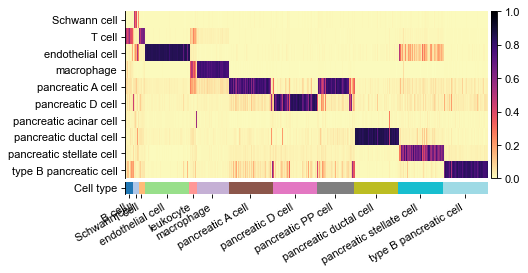 Schwann cell
T cell
endothelial cell
macrophage
pancreatic A cell
pancreatic D cell
pancreatic acinar cell
pancreatic ductal cell
pancreatic stellate cell
type B pancreatic cell
Cell type
1.0
0.8
0.6
0.4
0.2
0.0
B cell
Schwann cell
endothelial cell
leukocyte
macrophage
pancreatic A cell
pancreatic D cell
pancreatic PP cell
pancreatic ductal cell
pancreatic stellate cell
type B pancreatic cell